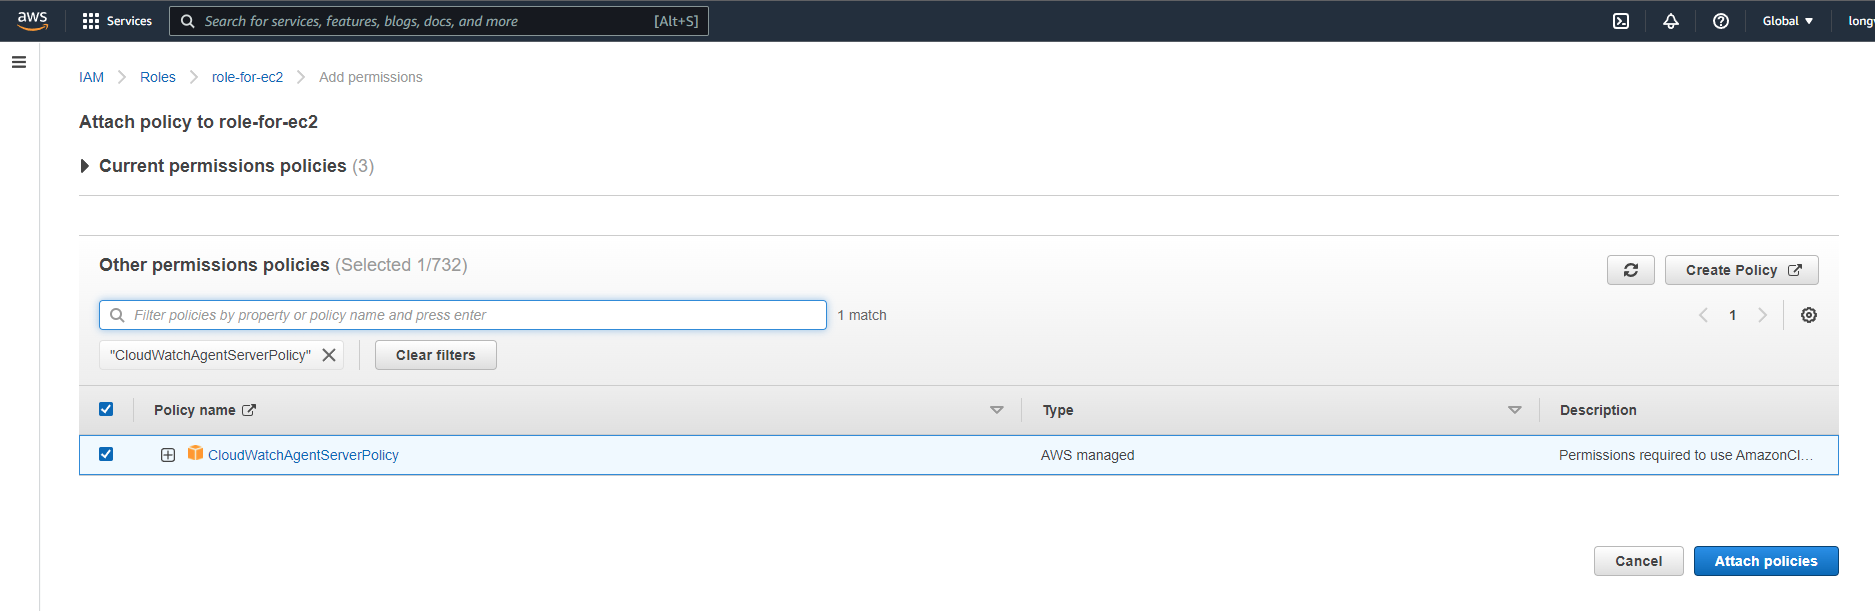 aws Services Search for services, features, blogs, docs, and more [Alt+S] Global long
IAM Roles role-for-ec2 Add permissions
Attach policy to role-for-ec2
Current permissions policies (3)
Other permissions policies (Selected 1/732)
Create Policy
Filter policies by property or policy name and press enter 1 match 1
"CloudWatchAgentServerPolicy" Clear filters
Policy name Type Description
CloudWatchAgentServerPolicy AWS managed Permissions required to use AmazonCl...
Cancel Attach policies